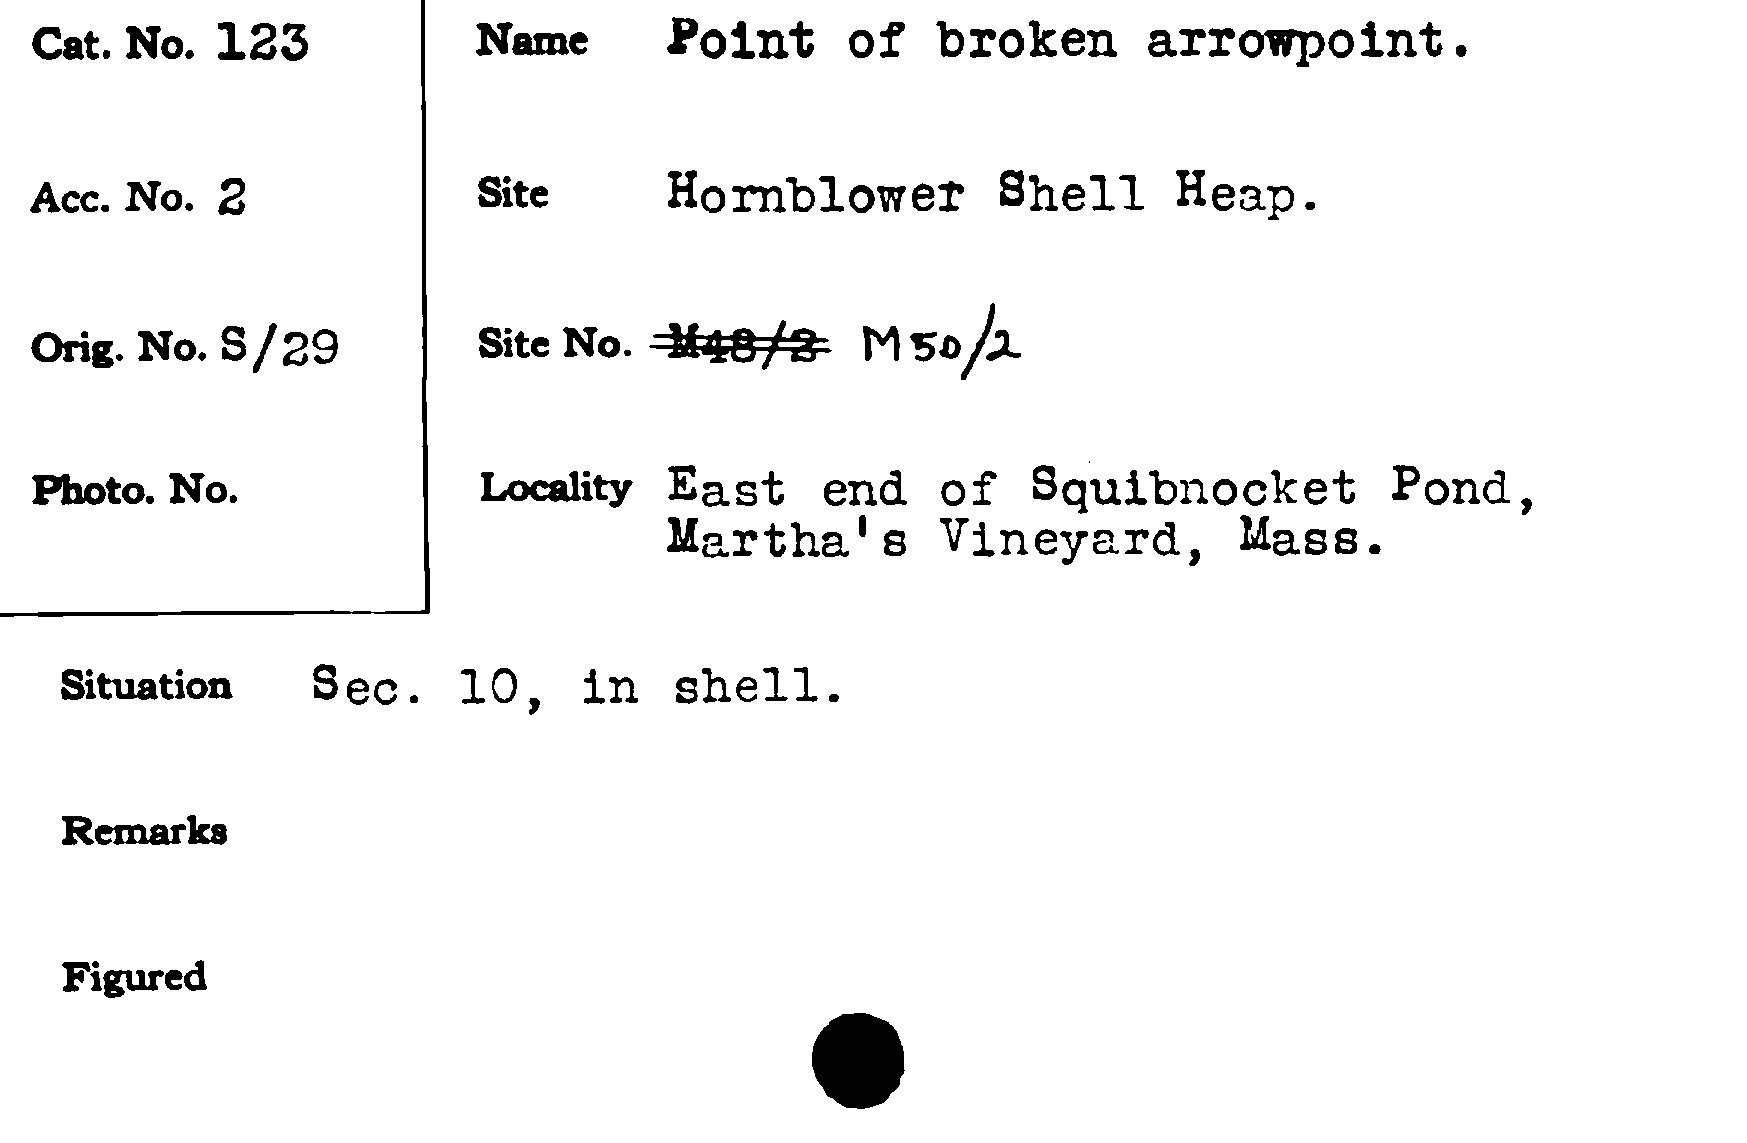 Cat. No. 123
Name Point of broken arrowpoint.
Acc. No. 2
Site Hornblower Shell Heap.
Orig. No. S/29
Site No. M48/2 M50/2
Photo. No.
Locality East end of Squibnocket Pond,
Martha's Vineyard, Mass.
Situation Sec. 10, in shell.
Remarks
Figured